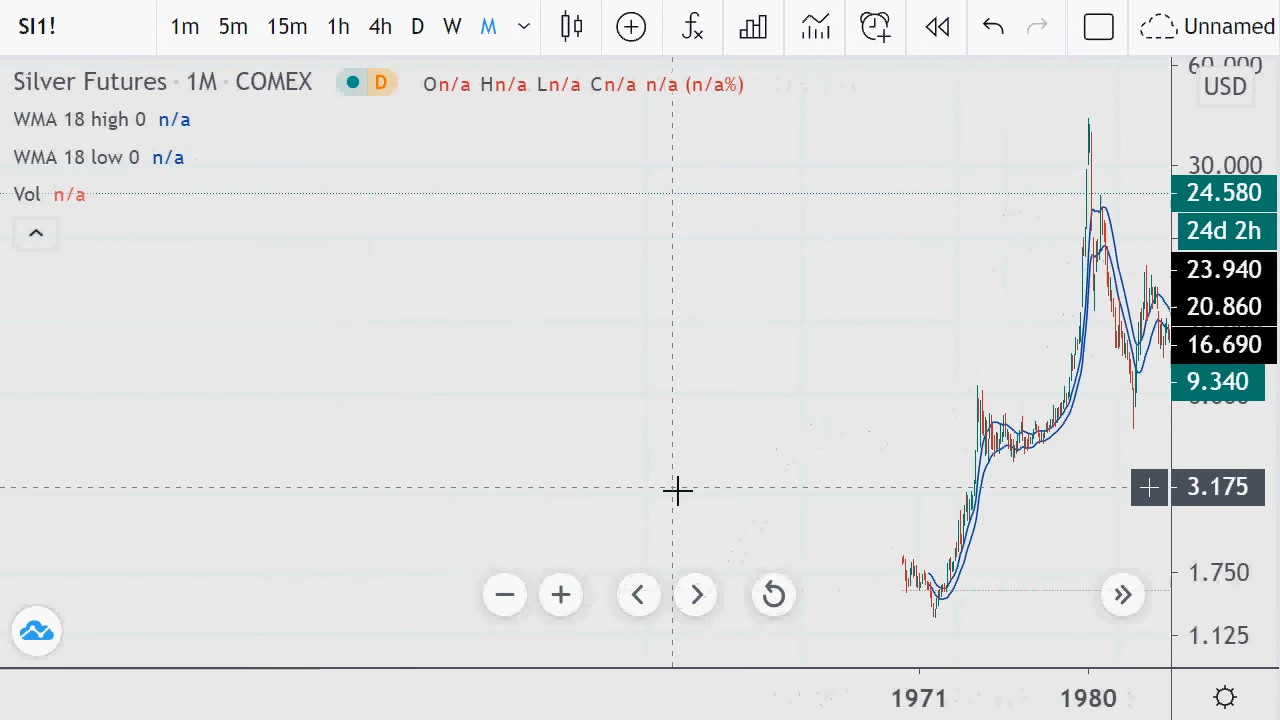 SI1! 1m 5m 15m 1h 4h D W M Unnamed
Silver Futures · 1M · COMEX D On/a Hn/a Ln/a Cn/a n/a (n/a%)
WMA 18 high 0 n/a
WMA 18 low 0 n/a
Vol n/a
60.000
USD
30.000
24.580
24d 2h
23.940
20.860
16.690
9.340
3.175
1.750
1.125
1971 1980